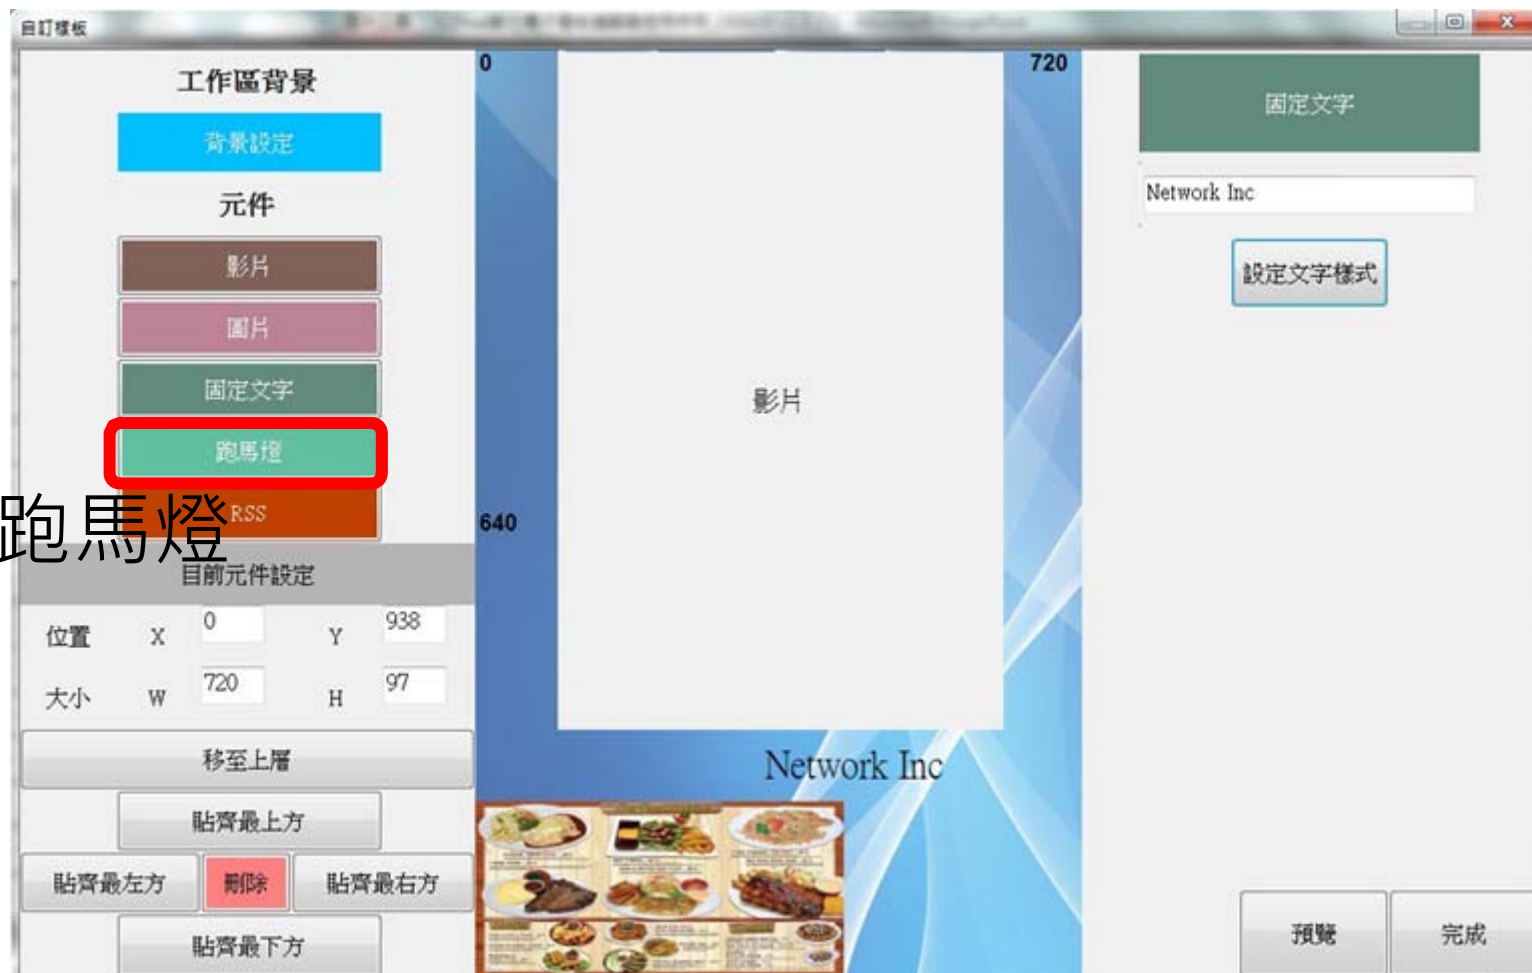 自訂樣板
工作區背景
背景設定
元件
影片
圖片
固定文字
跑馬燈
RSS
跑馬燈
目前元件設定
位置 X 0 Y 938
大小 W 720 H 97
移至上層
貼齊最上方
貼齊最左方 刪除 貼齊最右方
貼齊最下方
0 720
640
影片
Network Inc
固定文字
Network Inc
設定文字樣式
預覽 完成